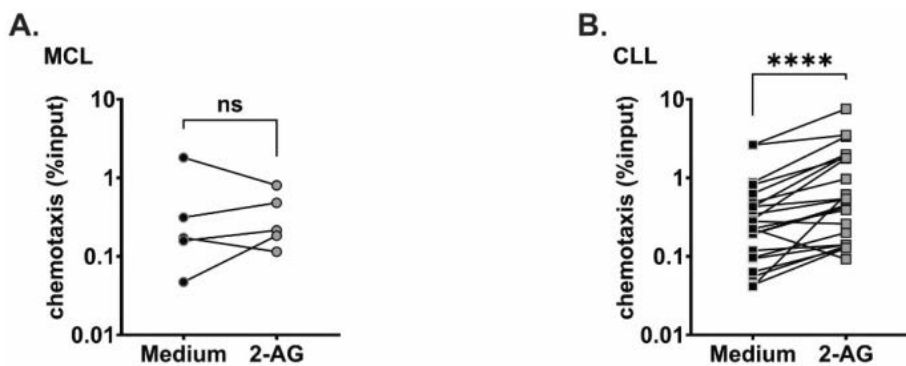 A.
MCL
ns
chemotaxis (%input)
10
1
0.1
0.01
Medium 2-AG
B.
CLL
****
chemotaxis (%input)
10
1
0.1
0.01
Medium 2-AG